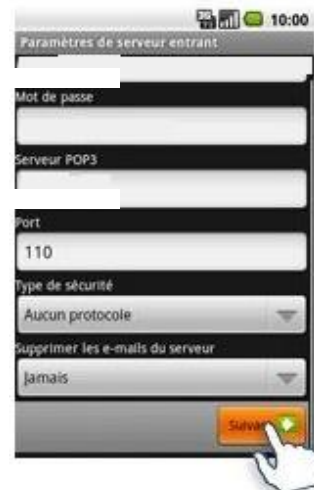 10:00
Paramètres de serveur entrant
Mot de passe
Serveur POP3
Port
110
Type de sécurité
Aucun protocole
Supprimer les e-mails du serveur
Jamais